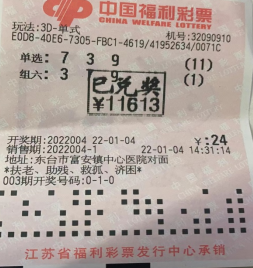 中国福利彩票
CHINA WELFARE LOTTERY
玩法:3D-单式 机号:32090910
E0D8-40E6-7305-FBC1-4619/41952634/0071C
单选: 7 3 9 (11)
组六: 3 9 (1)
已兑奖
¥11613
开奖期:2022004 22-01-04 ¥:24
销售期:2022004-1 22-01-04 14:31:14
地址:东台市富安镇中心医院对面
*扶老、助残、救孤、济困*
003期开奖号码:0-1-0
江苏省福利彩票发行中心承销